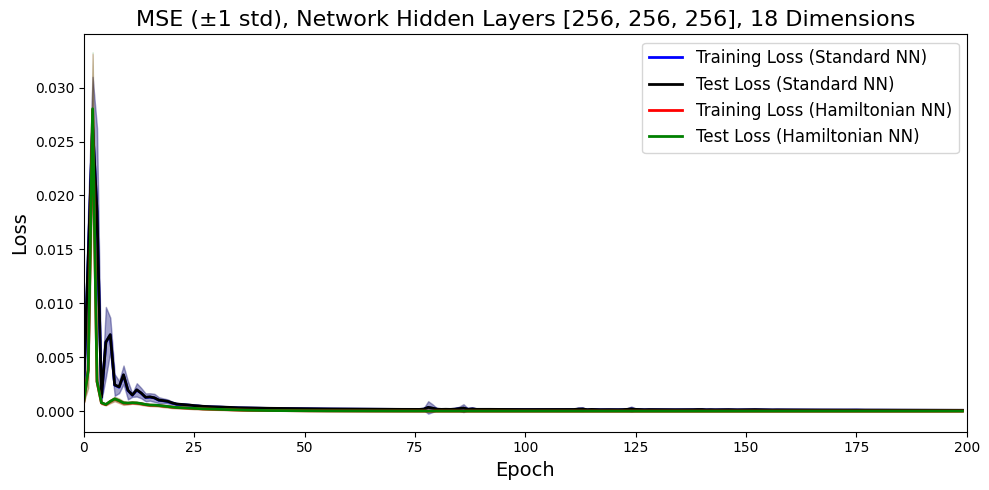 MSE (±1 std), Network Hidden Layers [256, 256, 256], 18 Dimensions
Training Loss (Standard NN)
Test Loss (Standard NN)
Training Loss (Hamiltonian NN)
Test Loss (Hamiltonian NN)
Loss
0.030
0.025
0.020
0.015
0.010
0.005
0.000
0 25 50 75 100 125 150 175 200
Epoch